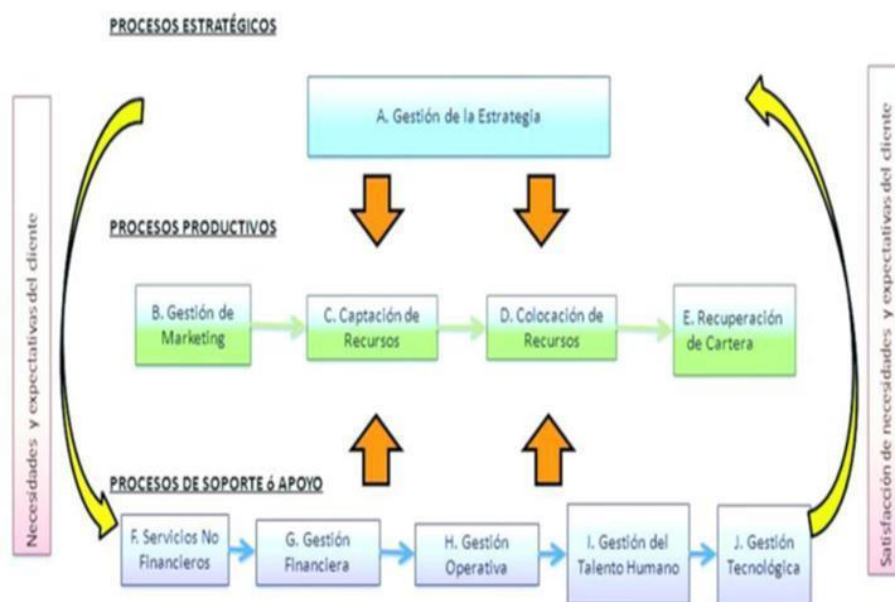 PROCESOS ESTRATÉGICOS
A. Gestión de la Estrategia
Necesidades y expectativas del cliente
Satisfacción de necesidades y expectativas del cliente
PROCESOS PRODUCTIVOS
B. Gestión de
Marketing
C. Captación de
Recursos
D. Colocación de
Recursos
E. Recuperación
de Cartera
PROCESOS DE SOPORTE ó APOYO
F. Servicios No
Financieros
G. Gestión
Financiera
H. Gestión
Operativa
I. Gestión del
Talento Humano
J. Gestión
Tecnológica